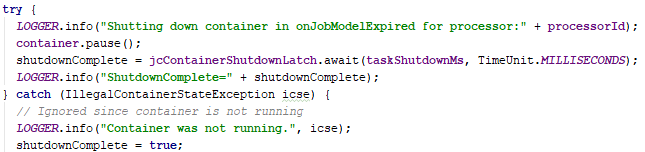 try {
LOGGER.info("Shutting down container in onJobModelExpired for processor:" + processorId);
container.pause();
shutdownComplete = jcContainerShutdownLatch.await(taskShutdownMs, TimeUnit.MILLISECONDS);
LOGGER.info("ShutdownComplete=" + shutdownComplete);
} catch (IllegalContainerStateException icse) {
// Ignored since container is not running
LOGGER.info("Container was not running.", icse);
shutdownComplete = true;